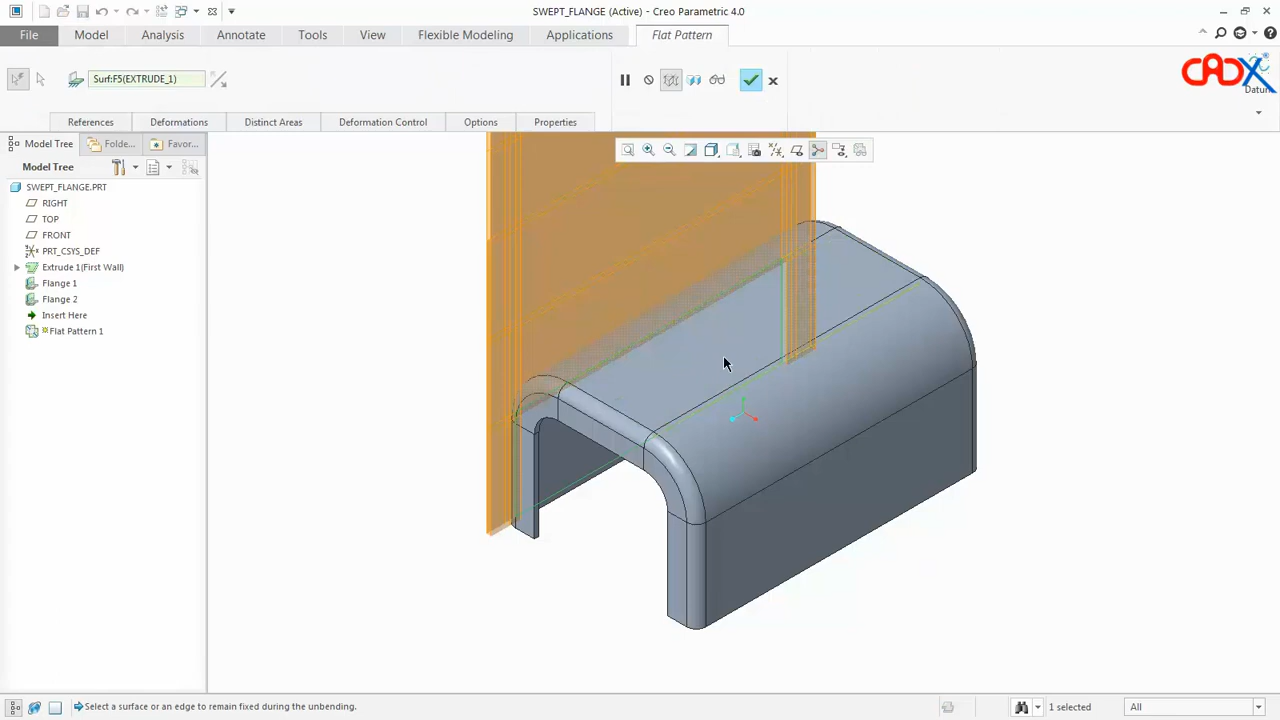 SWEPT_FLANGE (Active) - Creo Parametric 4.0
File Model Analysis Annotate Tools View Flexible Modeling Applications Flat Pattern
Surf:F5(EXTRUDE_1)
CADX
Datum
References Deformations Distinct Areas Deformation Control Options Properties
Model Tree Folde... Favor...
Model Tree
SWEPT_FLANGE.PRT
RIGHT
TOP
FRONT
PRT_CSYS_DEF
Extrude 1(First Wall)
Flange 1
Flange 2
Insert Here
Flat Pattern 1
Select a surface or an edge to remain fixed during the unbending.
1 selected
All